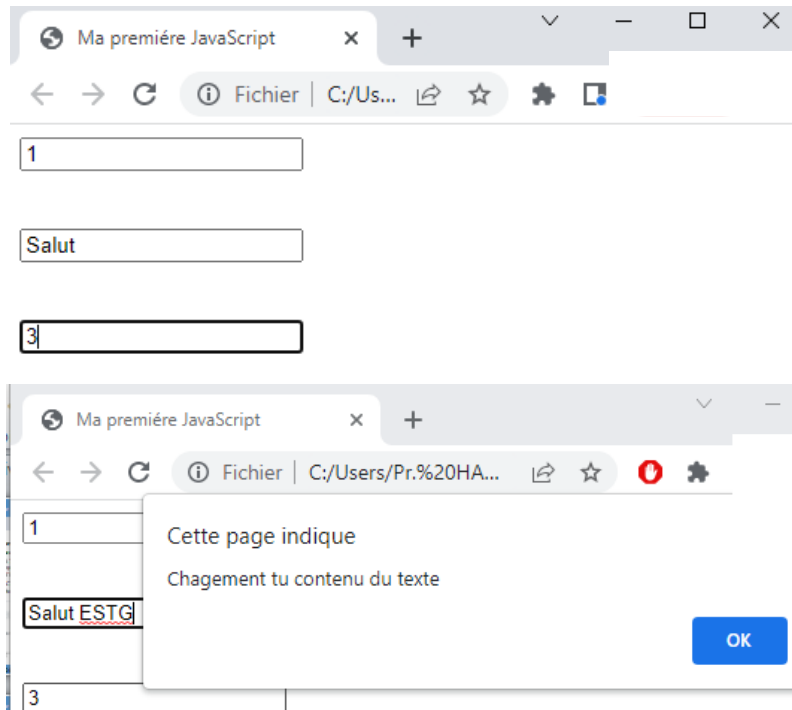 Ma premiére JavaScript
Fichier | C:/Us...
1
Salut
3
Ma premiére JavaScript
Fichier | C:/Users/Pr.%20HA...
1
Cette page indique
Chagement tu contenu du texte
Salut ESTG
OK
3